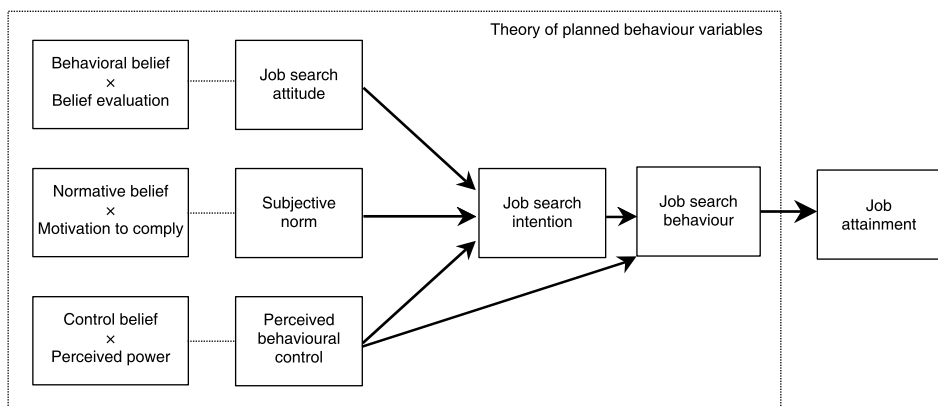 Theory of planned behaviour variables
Behavioral belief
×
Belief evaluation
Job search
attitude
Normative belief
×
Motivation to comply
Subjective
norm
Job search
intention
Job search
behaviour
Job
attainment
Control belief
×
Perceived power
Perceived
behavioural
control